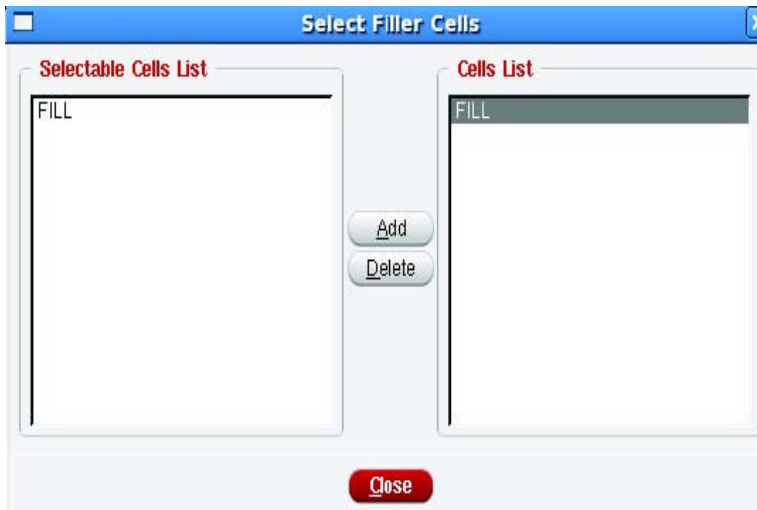 Select Filler Cells
Selectable Cells List
Cells List
FILL
FILL
Add
Delete
Close